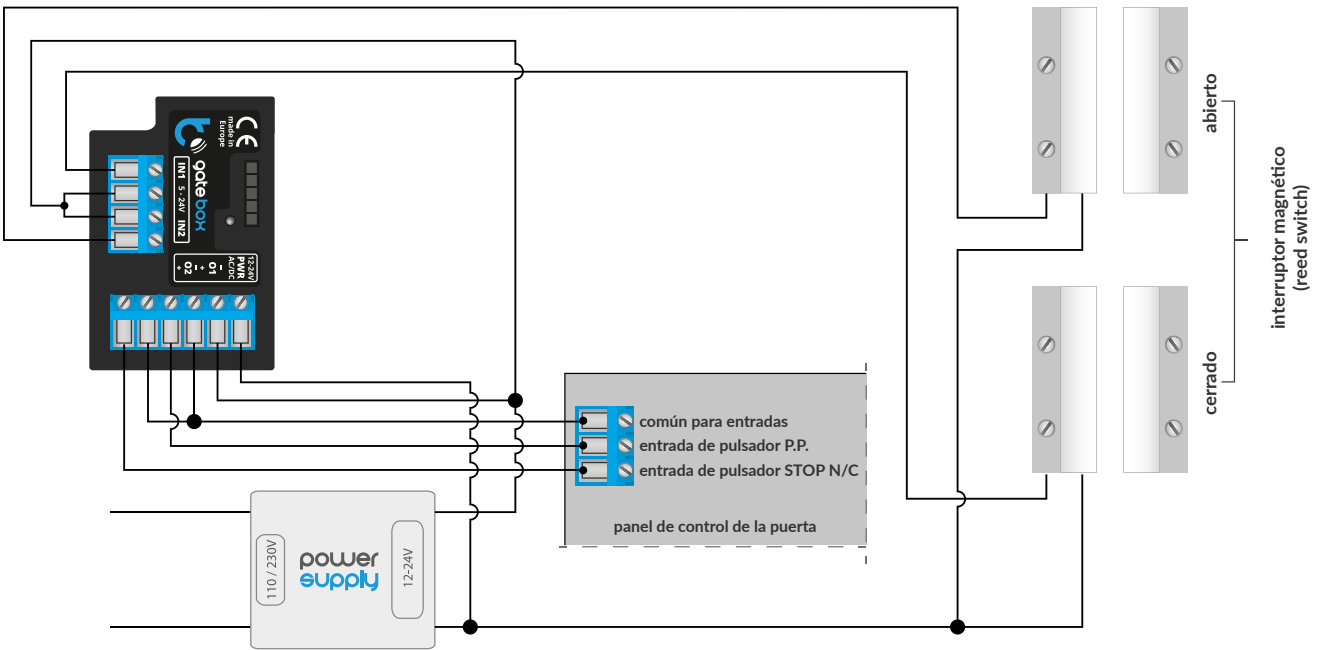 CE
made in
Europe
gate box
IN1 5 - 24V IN2
12-24V
PWR
AC/DC
- O1 +
- O2 +
común para entradas
entrada de pulsador P.P.
entrada de pulsador STOP N/C
panel de control de la puerta
110 / 230V
power
supply
12-24V
abierto
cerrado
interruptor magnético
(reed switch)